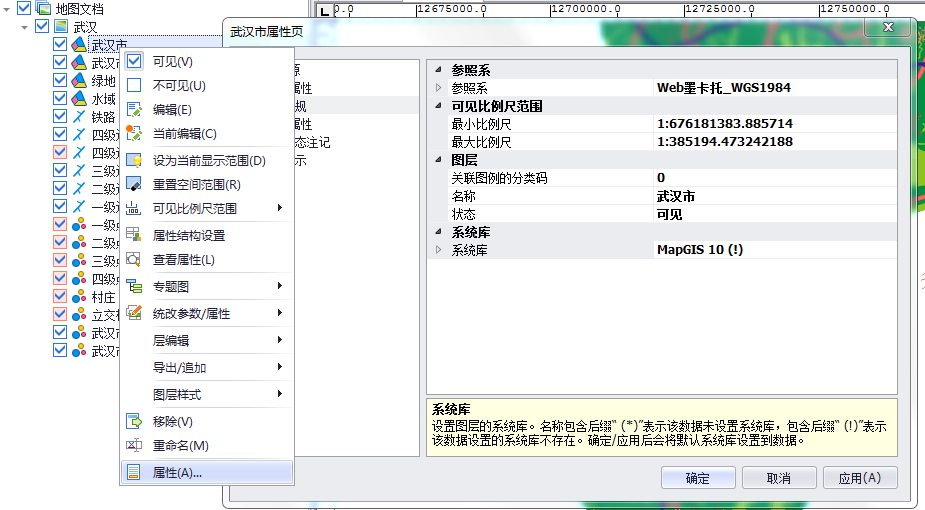 地图文档
武汉
武汉市
武汉市
绿地
水域
铁路
四级
四级
三级
二级
一级
一级
二级
三级
四级
村庄
立交
武汉市
武汉市
0.0
12675000.0
12700000.0
12725000.0
12750000.0
可见(V)
不可见(U)
编辑(E)
当前编辑(C)
设为当前显示范围(D)
重置空间范围(R)
可见比例尺范围
属性结构设置
查看属性(L)
专题图
统改参数/属性
层编辑
导出/追加
图层样式
移除(V)
重命名(M)
属性(A)...
武汉市属性页
属性
规
属性
态注记
示
参照系
参照系 Web墨卡托_WGS1984
可见比例尺范围
最小比例尺 1:676181383.885714
最大比例尺 1:385194.473242188
图层
关联图例的分类码 0
名称 武汉市
状态 可见
系统库
系统库 MapGIS 10 (!)
系统库
设置图层的系统库。名称包含后缀“ (*)”表示该数据未设置系统库，包含后缀“ (!)”表示
该数据设置的系统库不存在。确定/应用后会将默认系统库设置到数据。
确定
取消
应用(A)